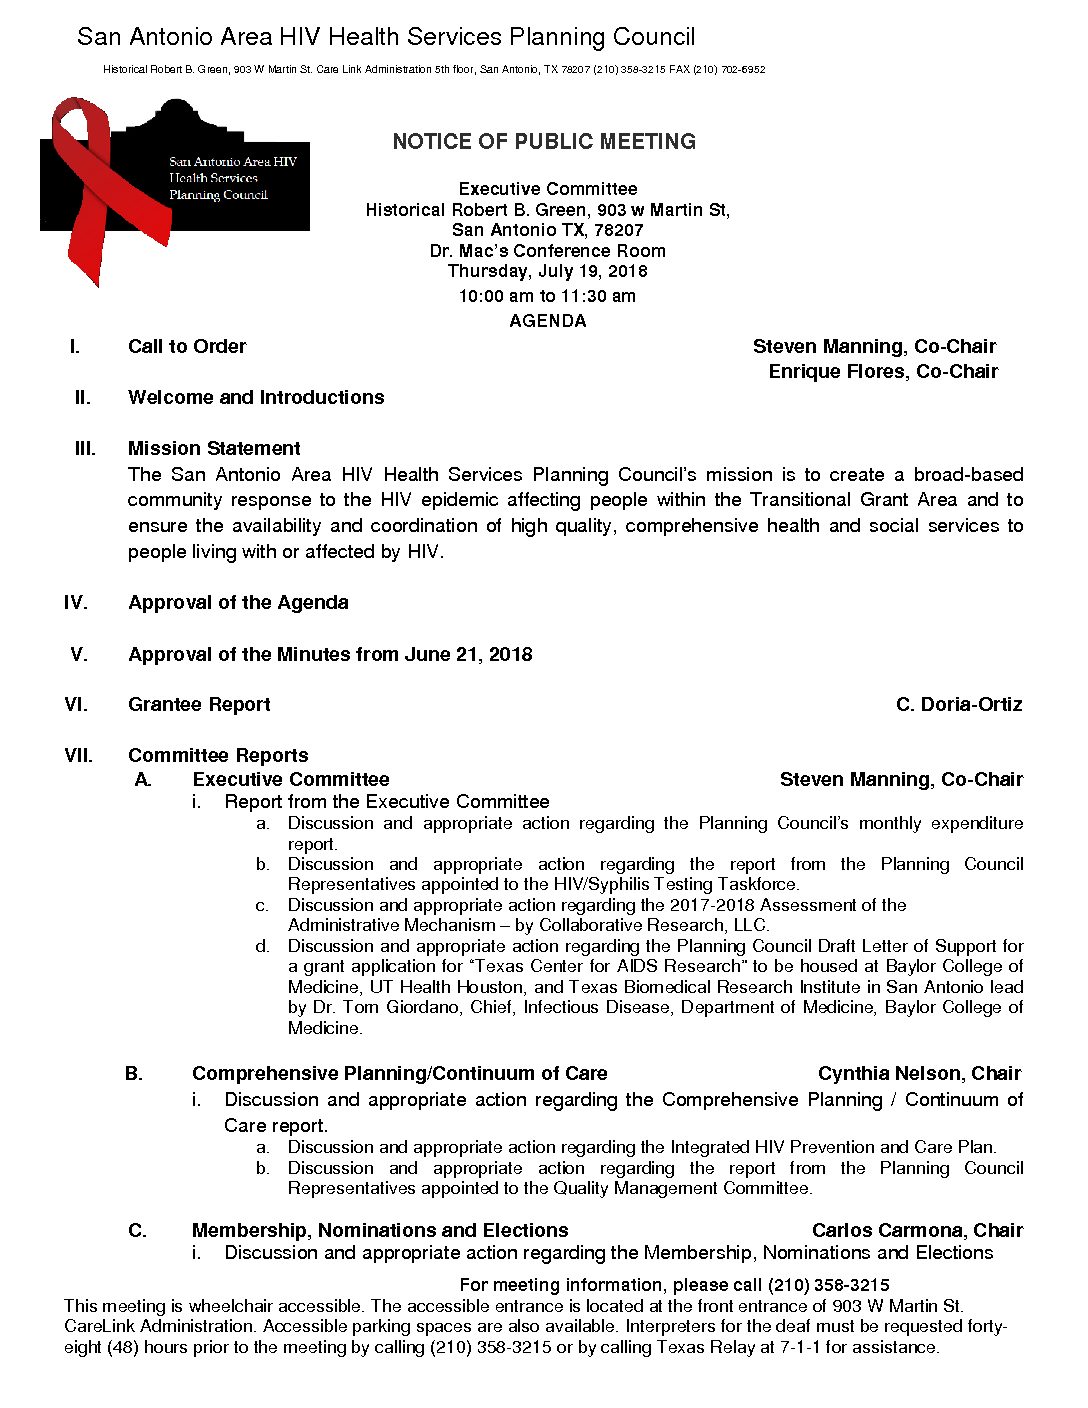 San Antonio Area HIV Health Services Planning Council
Historical Robert B. Green, 903 W Martin St. Care Link Administration 5th floor, San Antonio, TX 78207 (210) 358-3215 FAX (210) 702-6952
San Antonio Area HIV
Health Services
Planning Council
NOTICE OF PUBLIC MEETING
Executive Committee
Historical Robert B. Green, 903 w Martin St,
San Antonio TX, 78207
Dr. Mac’s Conference Room
Thursday, July 19, 2018
10:00 am to 11:30 am
AGENDA
I. Call to Order Steven Manning, Co-Chair
Enrique Flores, Co-Chair
II. Welcome and Introductions
III. Mission Statement
The San Antonio Area HIV Health Services Planning Council’s mission is to create a broad-based
community response to the HIV epidemic affecting people within the Transitional Grant Area and to
ensure the availability and coordination of high quality, comprehensive health and social services to
people living with or affected by HIV.
IV. Approval of the Agenda
V. Approval of the Minutes from June 21, 2018
VI. Grantee Report C. Doria-Ortiz
VII. Committee Reports
A. Executive Committee Steven Manning, Co-Chair
i. Report from the Executive Committee
a. Discussion and appropriate action regarding the Planning Council’s monthly expenditure
report.
b. Discussion and appropriate action regarding the report from the Planning Council
Representatives appointed to the HIV/Syphilis Testing Taskforce.
c. Discussion and appropriate action regarding the 2017-2018 Assessment of the
Administrative Mechanism – by Collaborative Research, LLC.
d. Discussion and appropriate action regarding the Planning Council Draft Letter of Support for
a grant application for “Texas Center for AIDS Research” to be housed at Baylor College of
Medicine, UT Health Houston, and Texas Biomedical Research Institute in San Antonio lead
by Dr. Tom Giordano, Chief, Infectious Disease, Department of Medicine, Baylor College of
Medicine.
B. Comprehensive Planning/Continuum of Care Cynthia Nelson, Chair
i. Discussion and appropriate action regarding the Comprehensive Planning / Continuum of
Care report.
a. Discussion and appropriate action regarding the Integrated HIV Prevention and Care Plan.
b. Discussion and appropriate action regarding the report from the Planning Council
Representatives appointed to the Quality Management Committee.
C. Membership, Nominations and Elections Carlos Carmona, Chair
i. Discussion and appropriate action regarding the Membership, Nominations and Elections
For meeting information, please call (210) 358-3215
This meeting is wheelchair accessible. The accessible entrance is located at the front entrance of 903 W Martin St.
CareLink Administration. Accessible parking spaces are also available. Interpreters for the deaf must be requested forty-
eight (48) hours prior to the meeting by calling (210) 358-3215 or by calling Texas Relay at 7-1-1 for assistance.